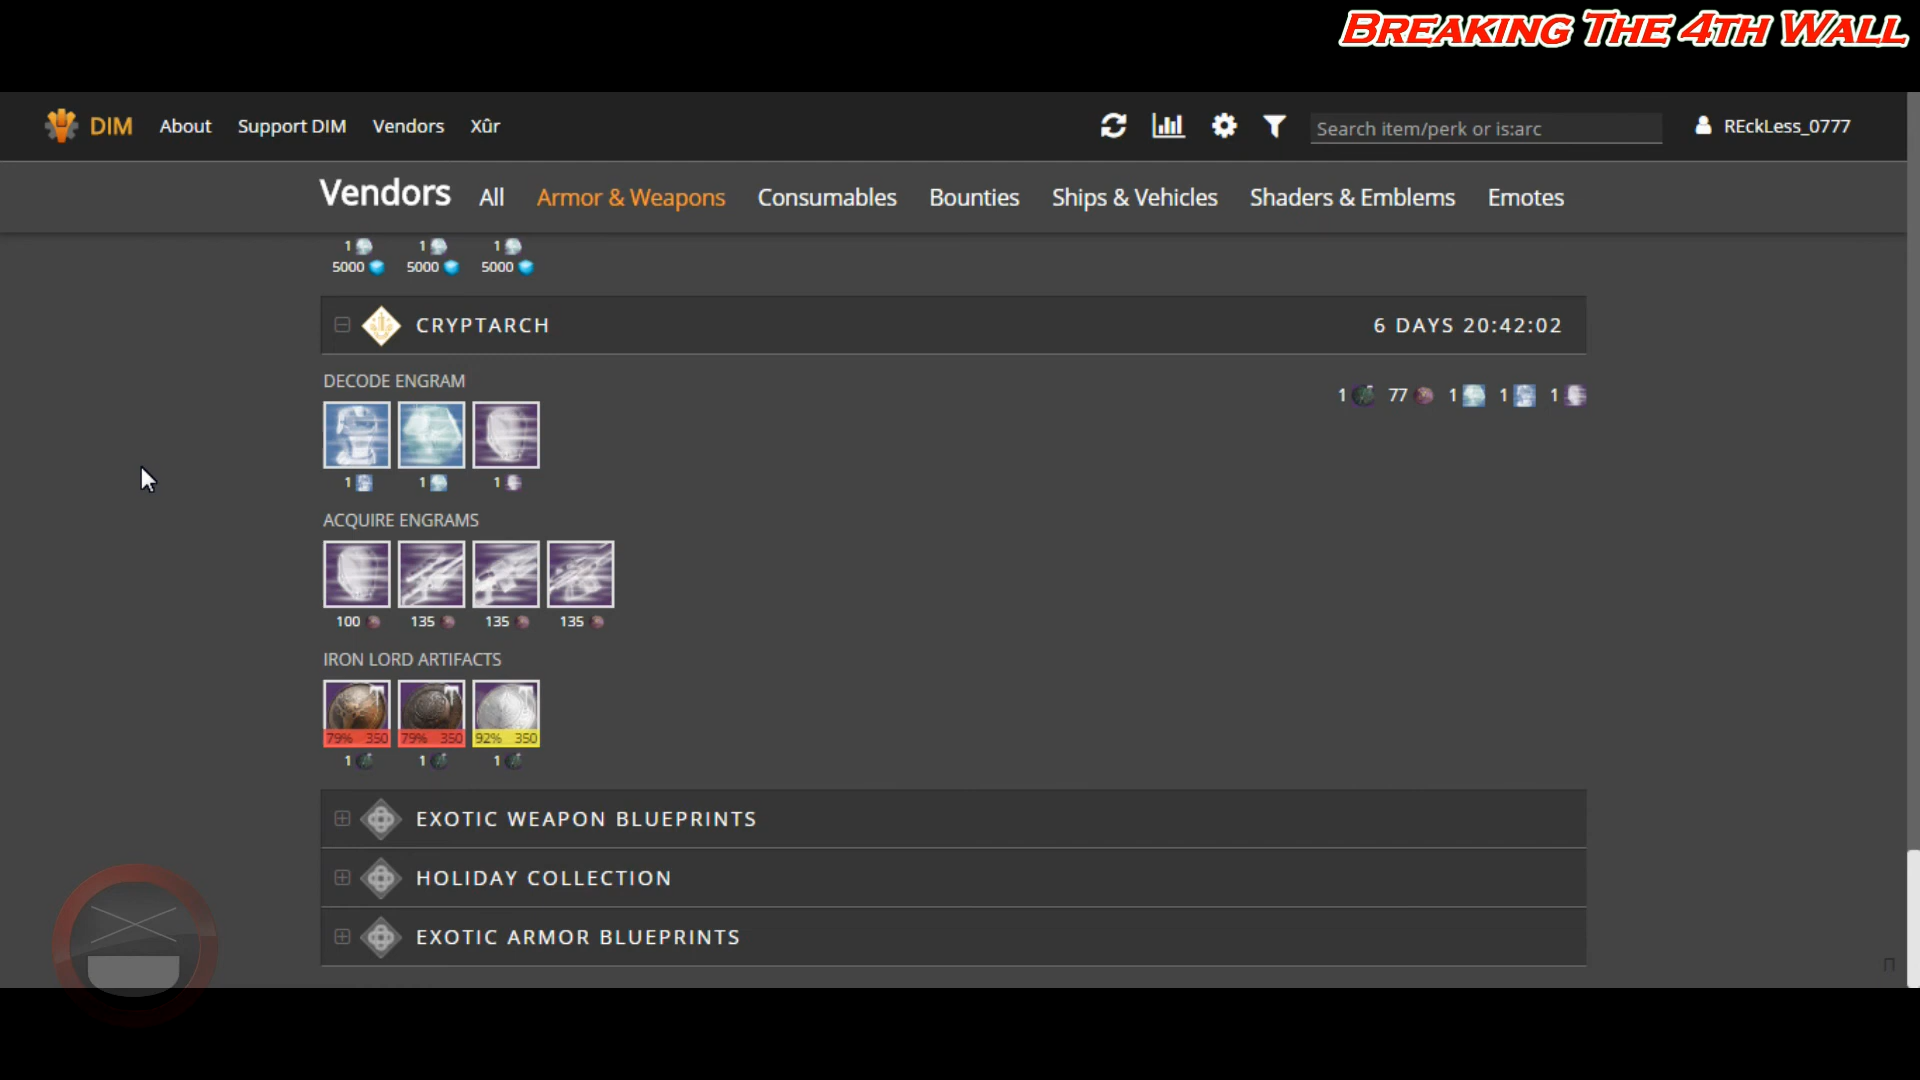 BREAKING THE 4TH WALL
DIM About Support DIM Vendors Xûr Search item/perk or is:arc REckLess_0777
Vendors All Armor & Weapons Consumables Bounties Ships & Vehicles Shaders & Emblems Emotes
1 1 1
5000 5000 5000
CRYPTARCH 6 DAYS 20:42:02
DECODE ENGRAM
1 77 1 1 1
1 1 1
ACQUIRE ENGRAMS
100 135 135 135
IRON LORD ARTIFACTS
79% 350 79% 350 92% 350
1 1 1
EXOTIC WEAPON BLUEPRINTS
HOLIDAY COLLECTION
EXOTIC ARMOR BLUEPRINTS